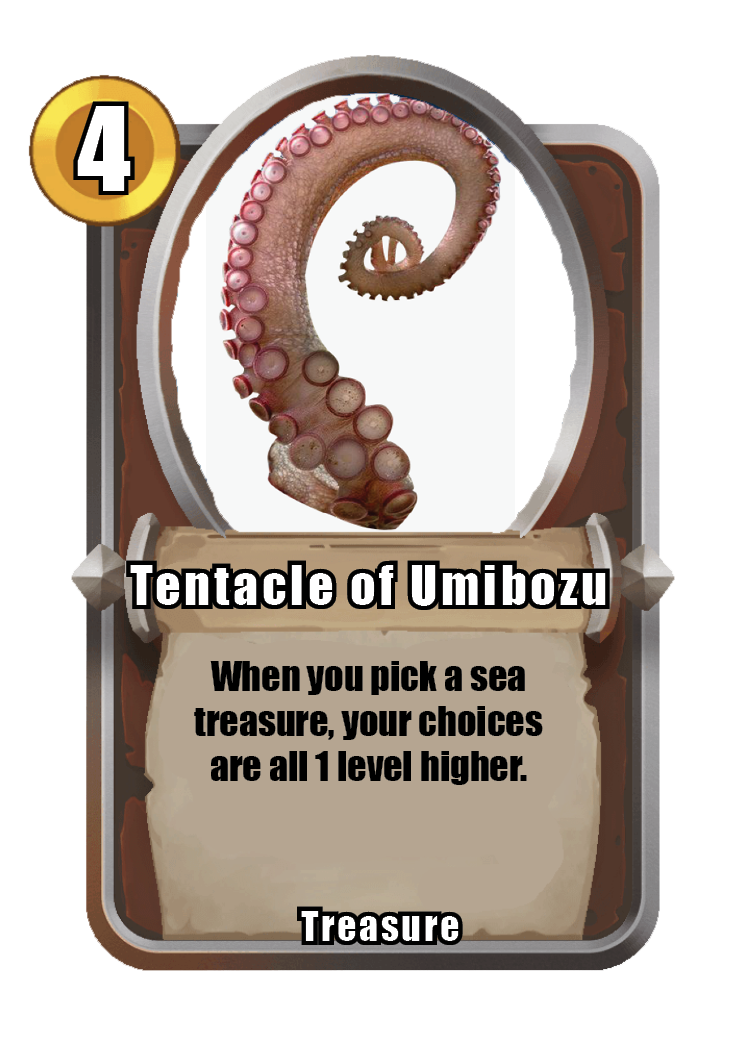 4
Tentacle of Umibozu
When you pick a sea
treasure, your choices
are all 1 level higher.
Treasure